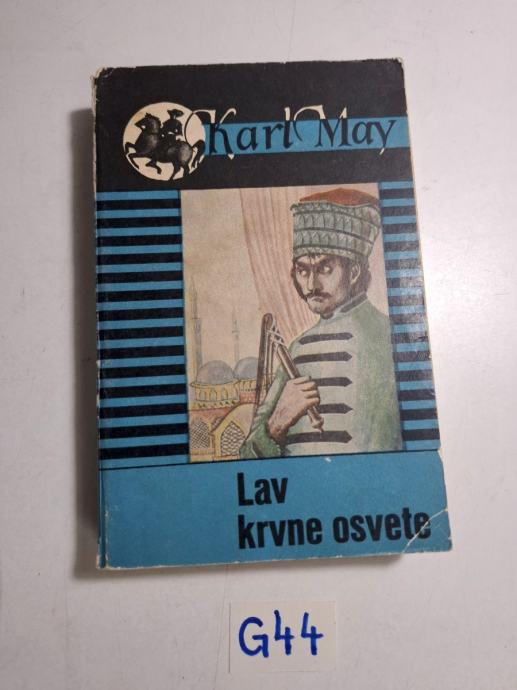 Karl May
Lav
krvne osvete
G44